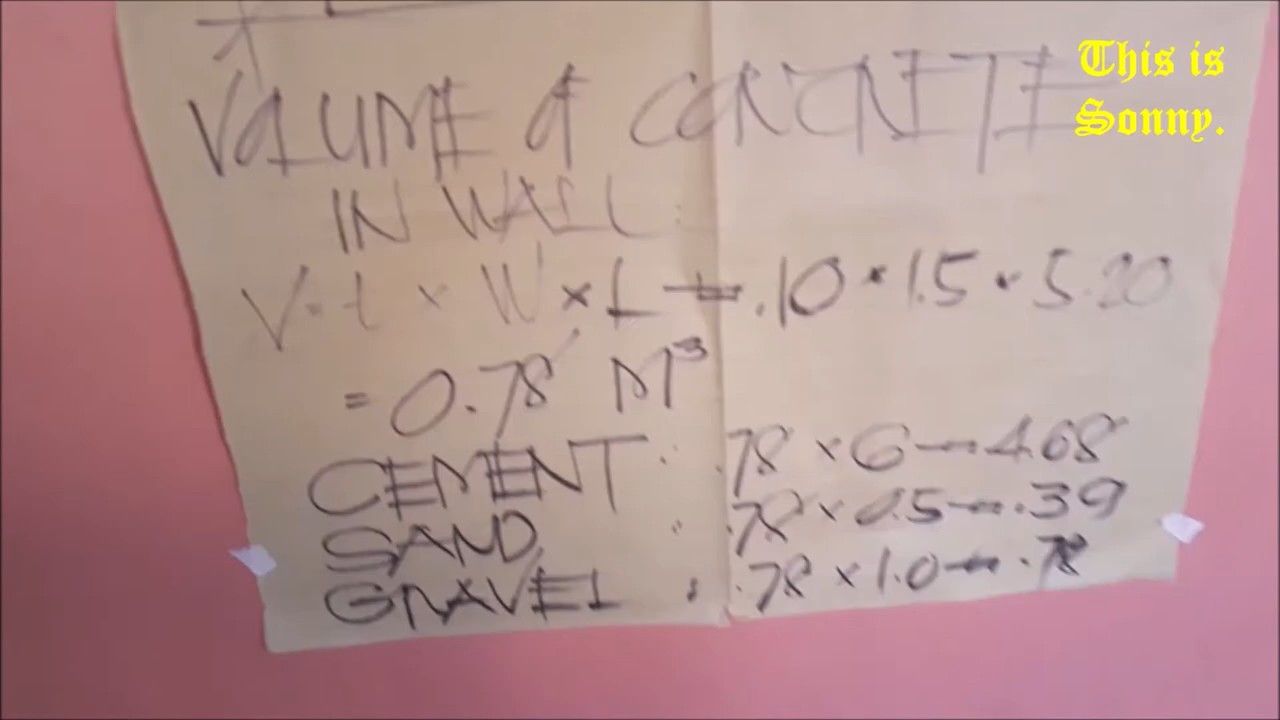 This is
Sonny.
VOLUME OF CONCRETE
IN WALL :
V = t × W × L = .10 × 1.5 × 5.20
= 0.78 M³
CEMENT : .78 × 6 = 4.68
SAND : .78 × 0.5 = .39
GRAVEL : .78 × 1.0 = .78